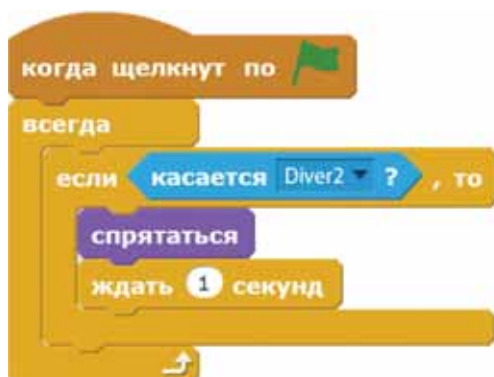 когда щелкнут по
всегда
если касается Diver2 ? , то
спрятаться
ждать 1 секунд